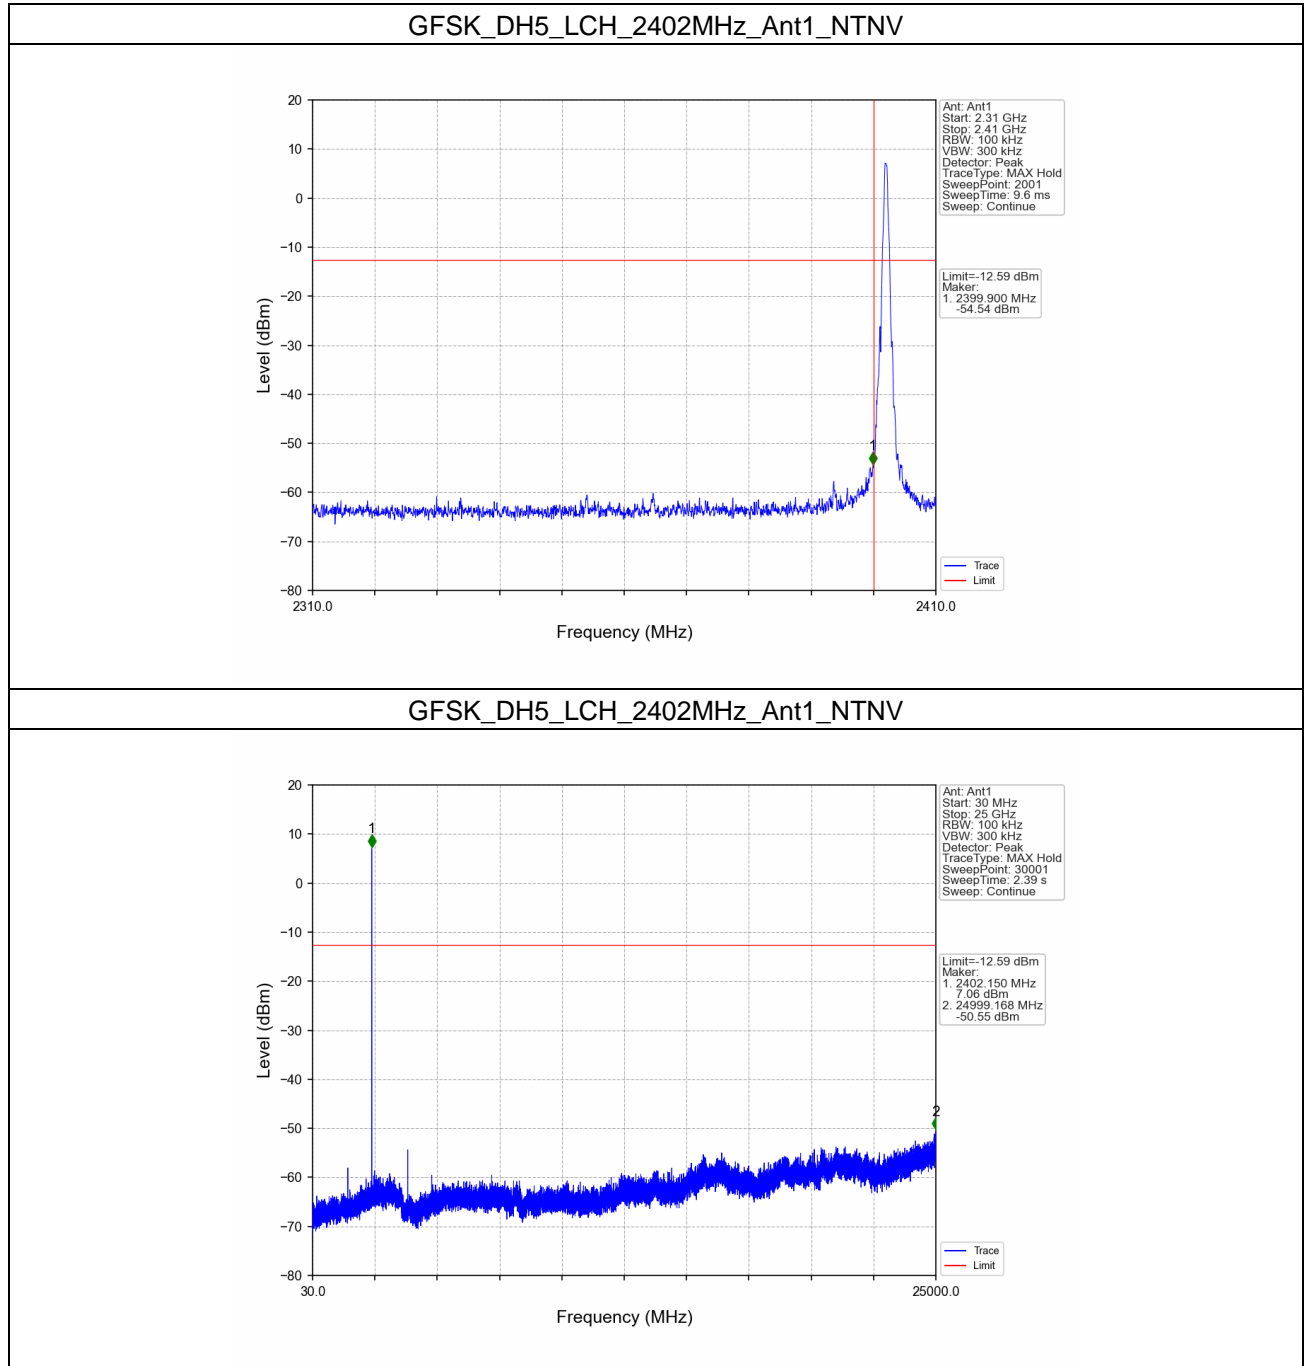 GFSK_DH5_LCH_2402MHz_Ant1_NTNV
20
10
0
−10
−20
−30
−40
−50
−60
−70
−80
Level (dBm)
1
2310.0
2410.0
Frequency (MHz)
Ant: Ant1
Start: 2.31 GHz
Stop: 2.41 GHz
RBW: 100 kHz
VBW: 300 kHz
Detector: Peak
TraceType: MAX Hold
SweepPoint: 2001
SweepTime: 9.6 ms
Sweep: Continue
Limit=-12.59 dBm
Maker:
1. 2399.900 MHz
-54.54 dBm
Trace
Limit
GFSK_DH5_LCH_2402MHz_Ant1_NTNV
20
10
0
−10
−20
−30
−40
−50
−60
−70
−80
Level (dBm)
1
2
30.0
25000.0
Frequency (MHz)
Ant: Ant1
Start: 30 MHz
Stop: 25 GHz
RBW: 100 kHz
VBW: 300 kHz
Detector: Peak
TraceType: MAX Hold
SweepPoint: 30001
SweepTime: 2.39 s
Sweep: Continue
Limit=-12.59 dBm
Maker:
1. 2402.150 MHz
7.06 dBm
2. 24999.168 MHz
-50.55 dBm
Trace
Limit